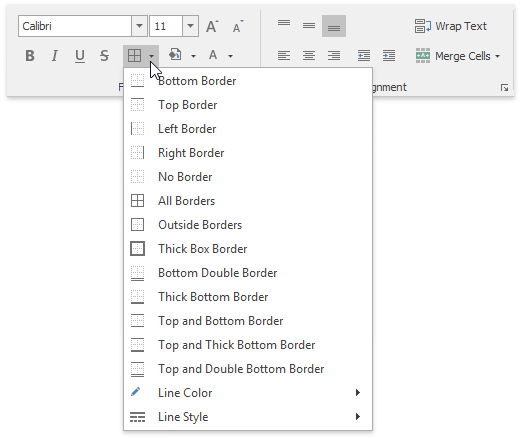 Calibri 11 A A Wrap Text
B I U S A Merge Cells
F gnment
Bottom Border
Top Border
Left Border
Right Border
No Border
All Borders
Outside Borders
Thick Box Border
Bottom Double Border
Thick Bottom Border
Top and Bottom Border
Top and Thick Bottom Border
Top and Double Bottom Border
Line Color
Line Style